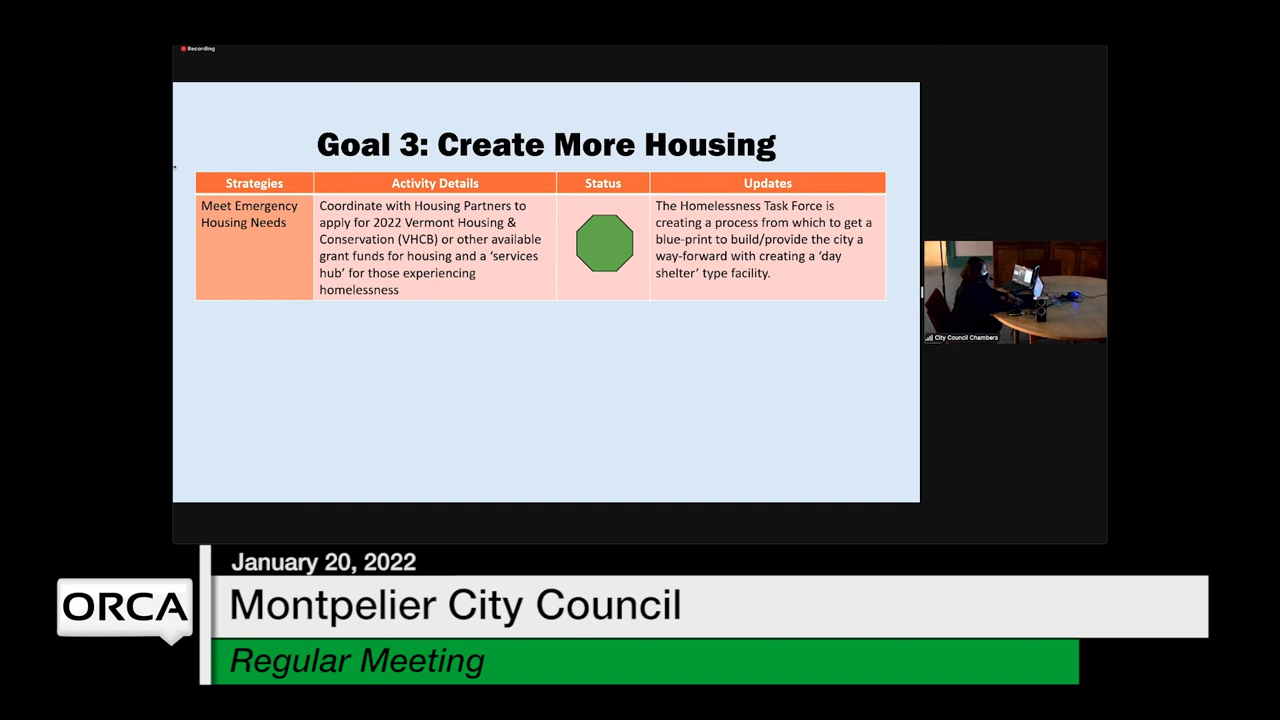 Recording
Goal 3: Create More Housing
Strategies
Activity Details
Status
Updates
Meet Emergency
Housing Needs
Coordinate with Housing Partners to
apply for 2022 Vermont Housing &
Conservation (VHCB) or other available
grant funds for housing and a ‘services
hub’ for those experiencing
homelessness
The Homelessness Task Force is
creating a process from which to get a
blue-print to build/provide the city a
way-forward with creating a ‘day
shelter’ type facility.
City Council Chambers
January 20, 2022
ORCA
Montpelier City Council
Regular Meeting